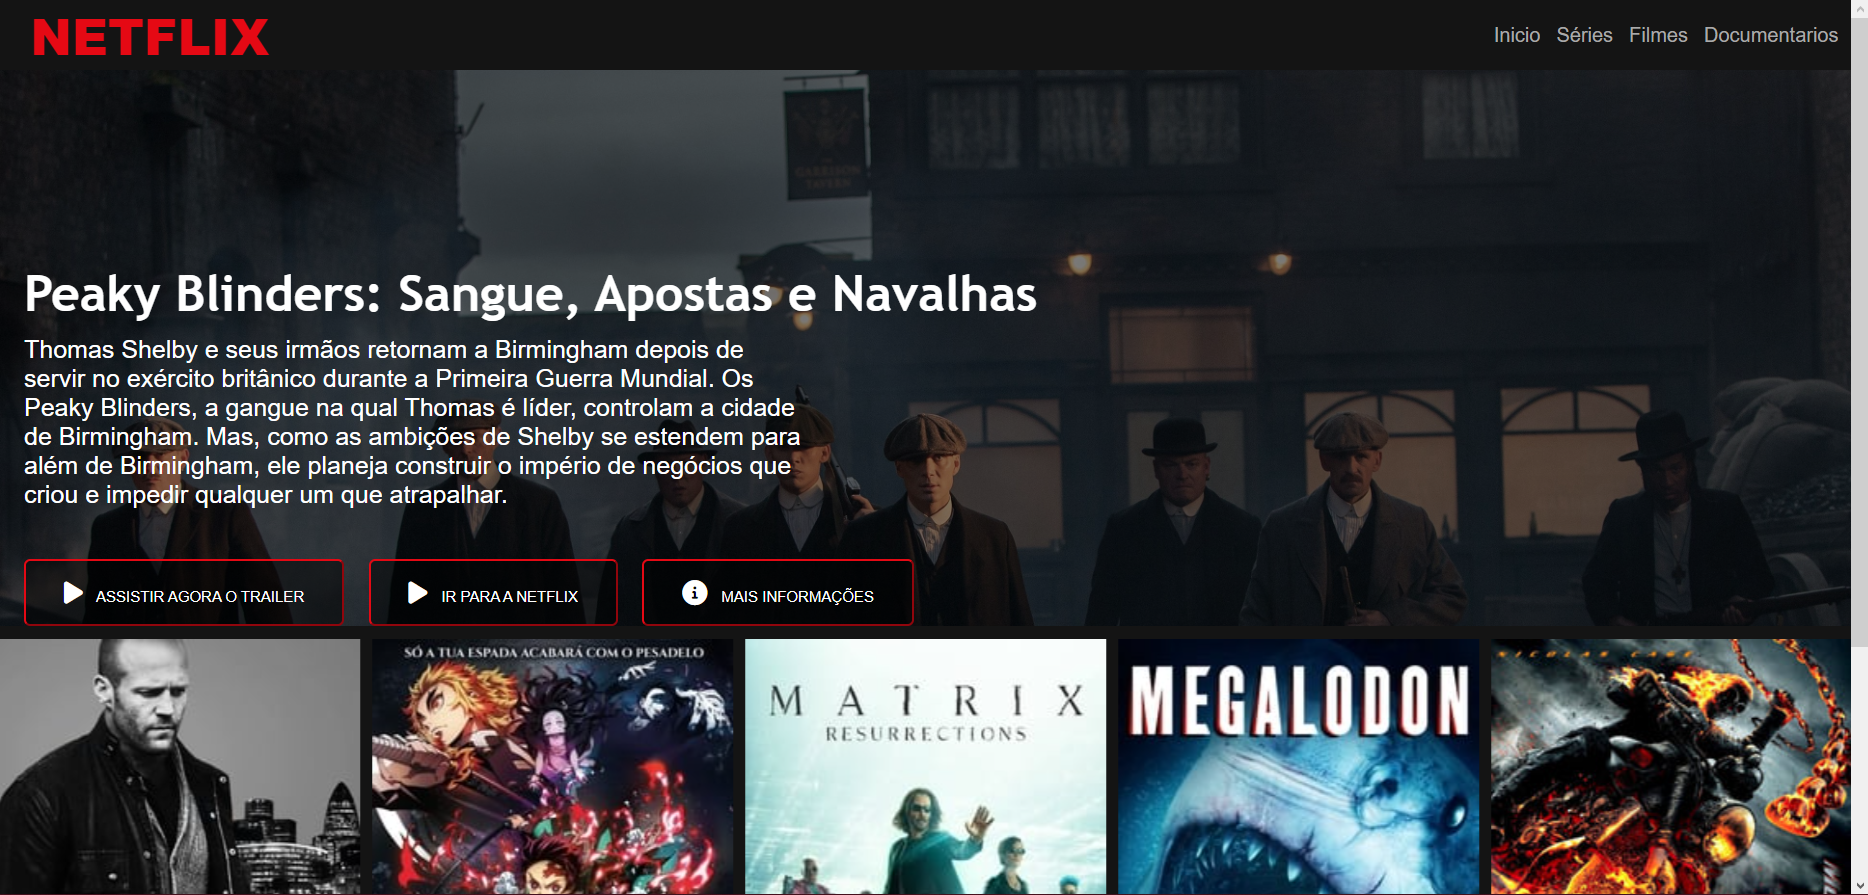 NETFLIX
Inicio Séries Filmes Documentarios
GARRISON
TAVERN
Peaky Blinders: Sangue, Apostas e Navalhas
Thomas Shelby e seus irmãos retornam a Birmingham depois de
servir no exército britânico durante a Primeira Guerra Mundial. Os
Peaky Blinders, a gangue na qual Thomas é líder, controlam a cidade
de Birmingham. Mas, como as ambições de Shelby se estendem para
além de Birmingham, ele planeja construir o império de negócios que
criou e impedir qualquer um que atrapalhar.
ASSISTIR AGORA O TRAILER
IR PARA A NETFLIX
MAIS INFORMAÇÕES
SÓ A TUA ESPADA ACABARÁ COM O PESADELO
MATRIX
RESURRECTIONS
MEGALODON
NICOLAS CAGE